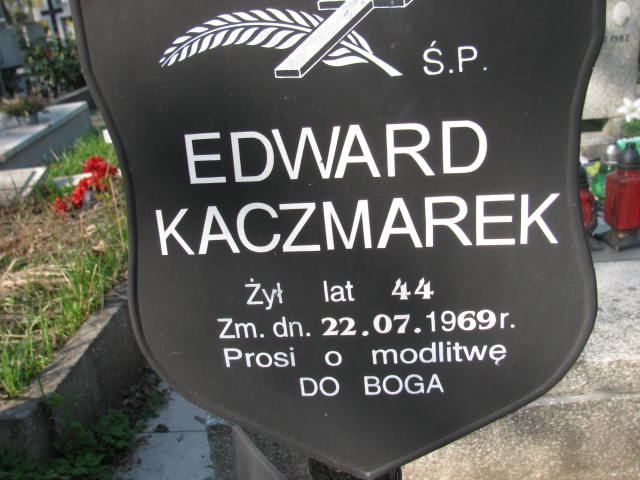 Ś.P.
EDWARD
KACZMAREK
Żył lat 44
Zm. dn. 22.07.1969r.
Prosi o modlitwę
DO BOGA